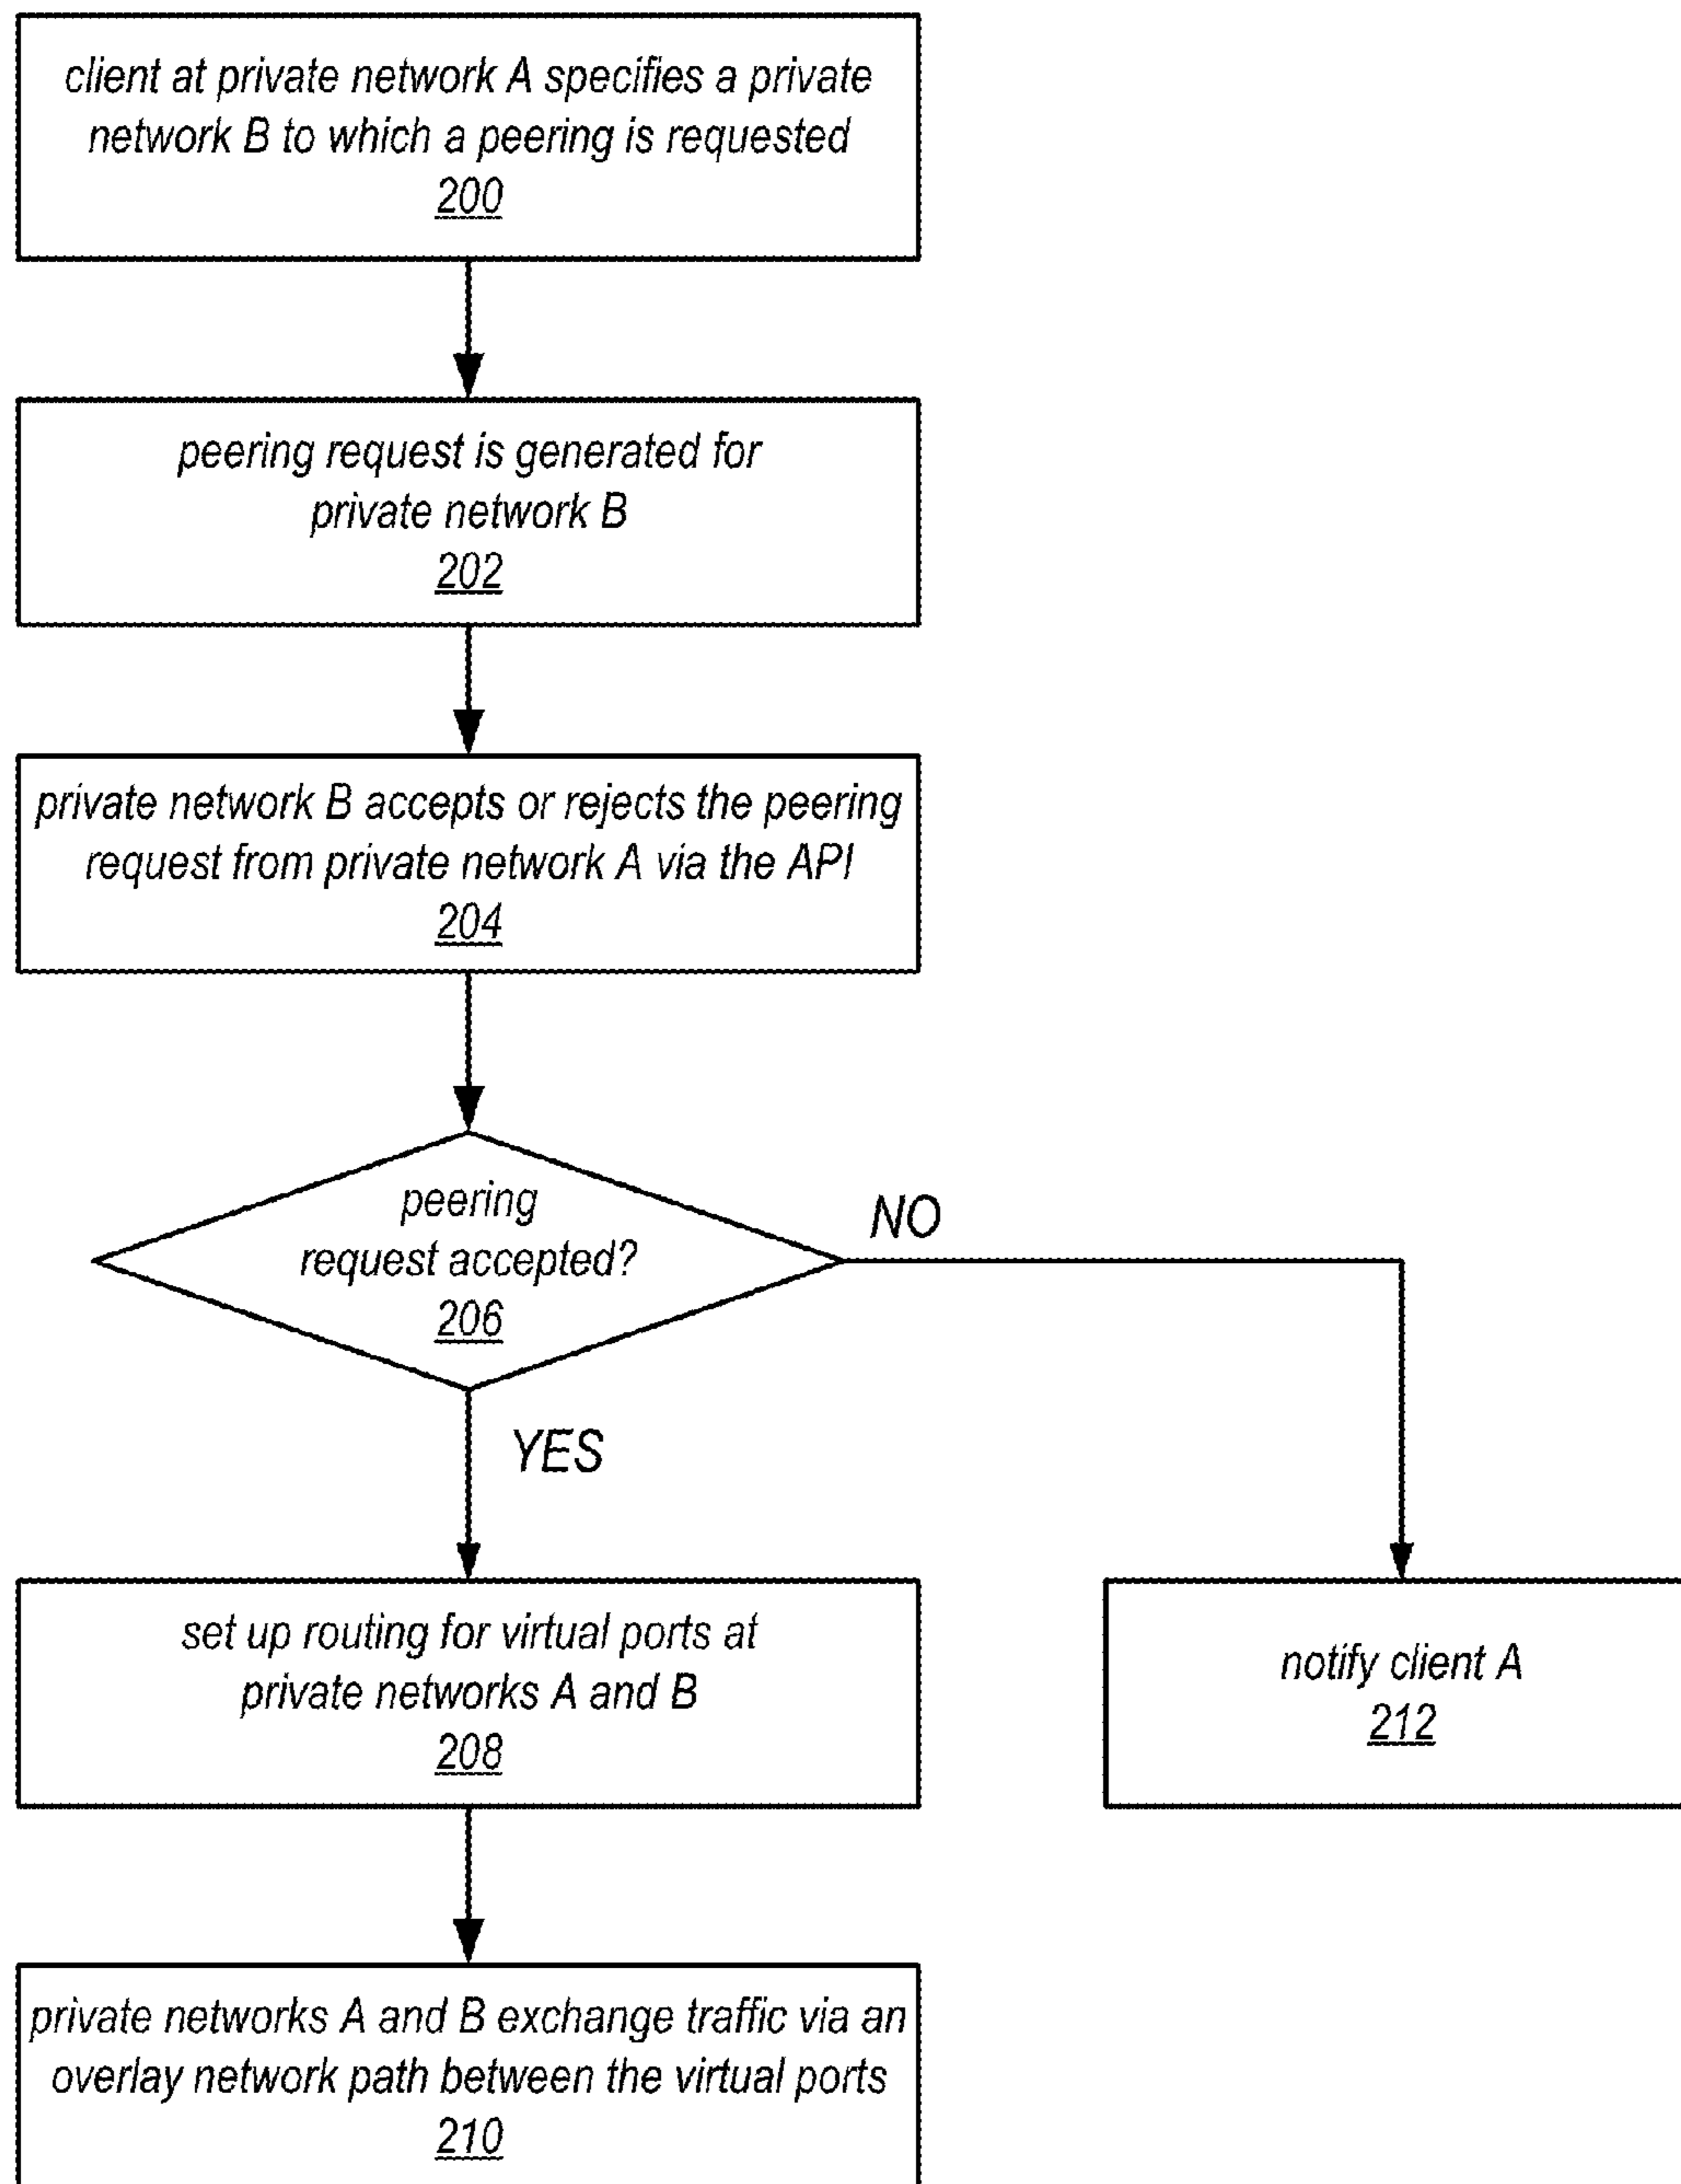 client at private network A specifies a private
network B to which a peering is requested
200
peering request is generated for
private network B
202
private network B accepts or rejects the peering
request from private network A via the API
204
peering
request accepted?
206
NO
YES
set up routing for virtual ports at
private networks A and B
208
notify client A
212
private networks A and B exchange traffic via an
overlay network path between the virtual ports
210